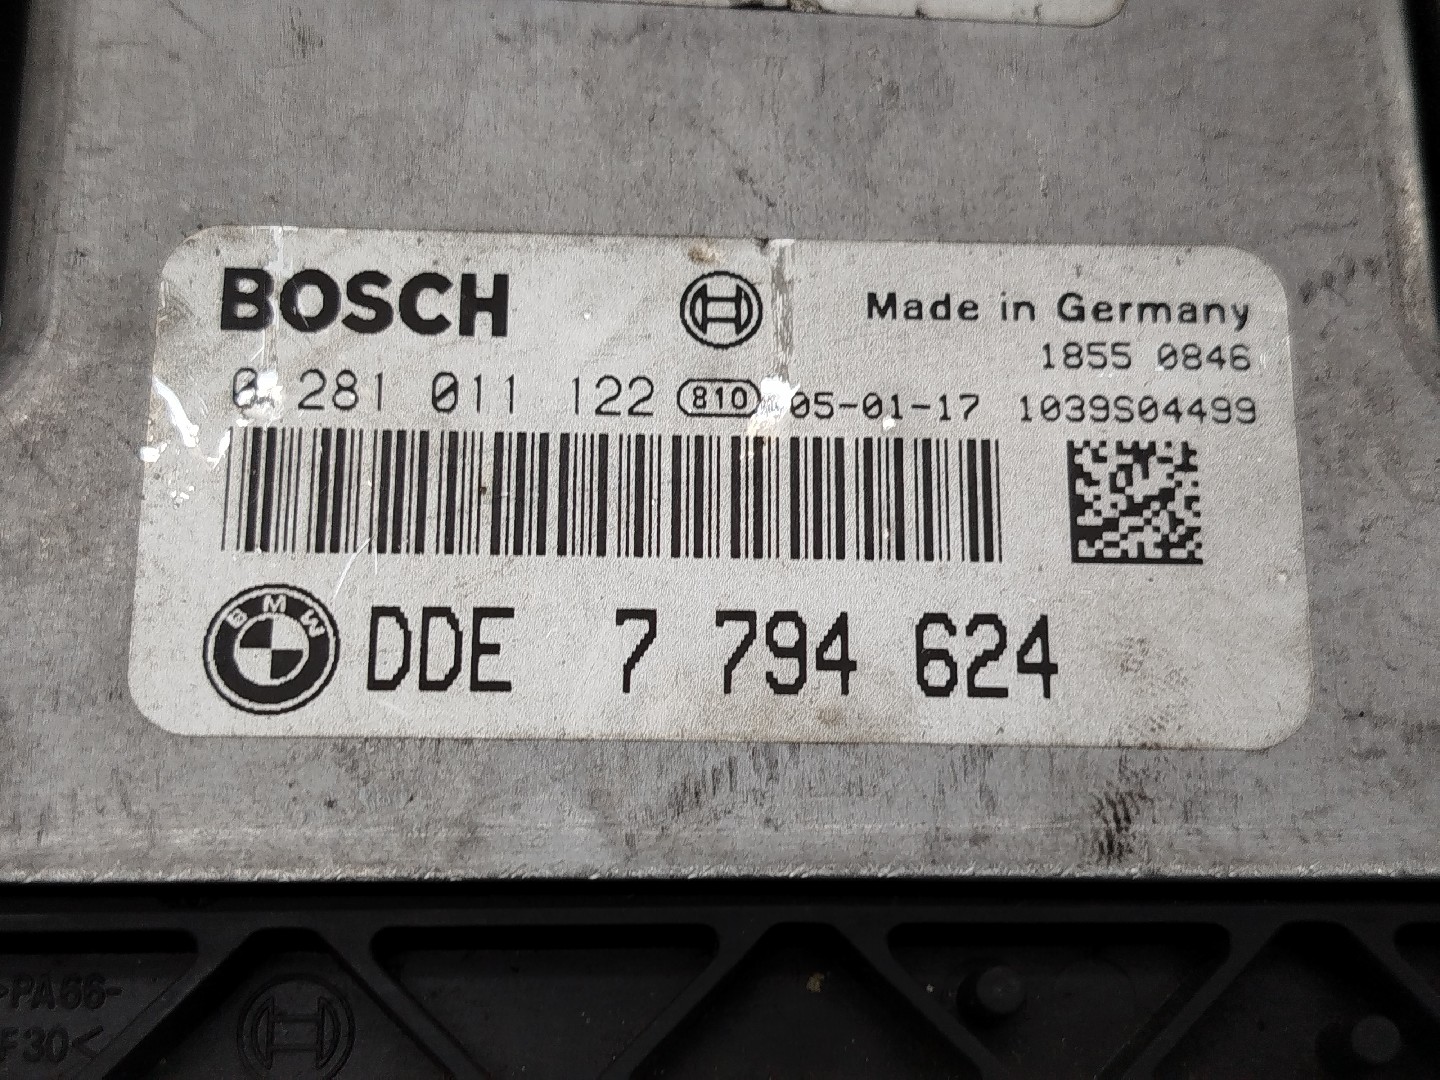 BOSCH
Made in Germany
1855 0846
0 281 011 122 810 05-01-17 1039S04499
BMW DDE 7 794 624
>PA66-
F30<